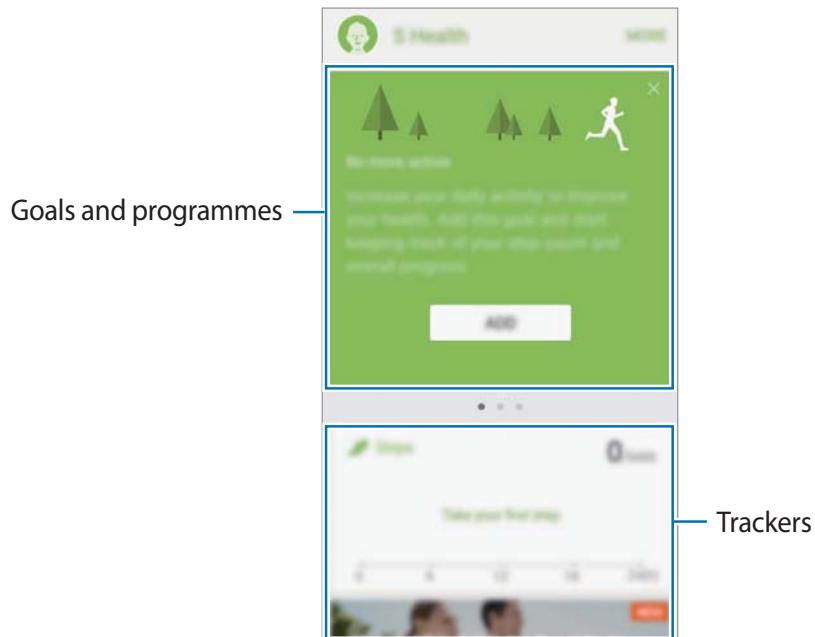 S Health
MORE
Goals and programmes
Be more active
Increase your daily activity to improve
your health. Add this goal and start
keeping track of your step count and
overall progress.
ADD
Steps
0
Trackers
Take your first step
0 6 12 18
NEW